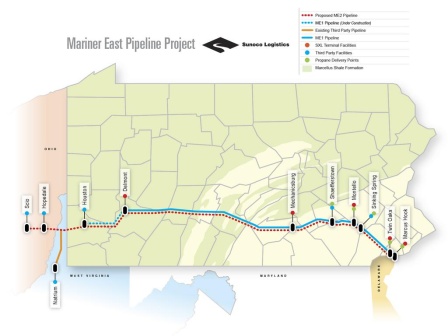 Mariner East Pipeline Project
Sunoco Logistics
Proposed ME2 Pipeline
ME1 Pipeline (Under Construction)
Existing Third Party Pipeline
ME1 Pipeline
SXL Terminal Facilities
Third Party Facilities
Propane Delivery Points
Marcellus Shale Formation
OHIO
Scio
Hopedale
Houston
Delmont
Mechanicsburg
Shaefferstown
Montello
Sinking Spring
Twin Oaks
Marcus Hook
Natrium
WEST VIRGINIA
MARYLAND
DELAWARE